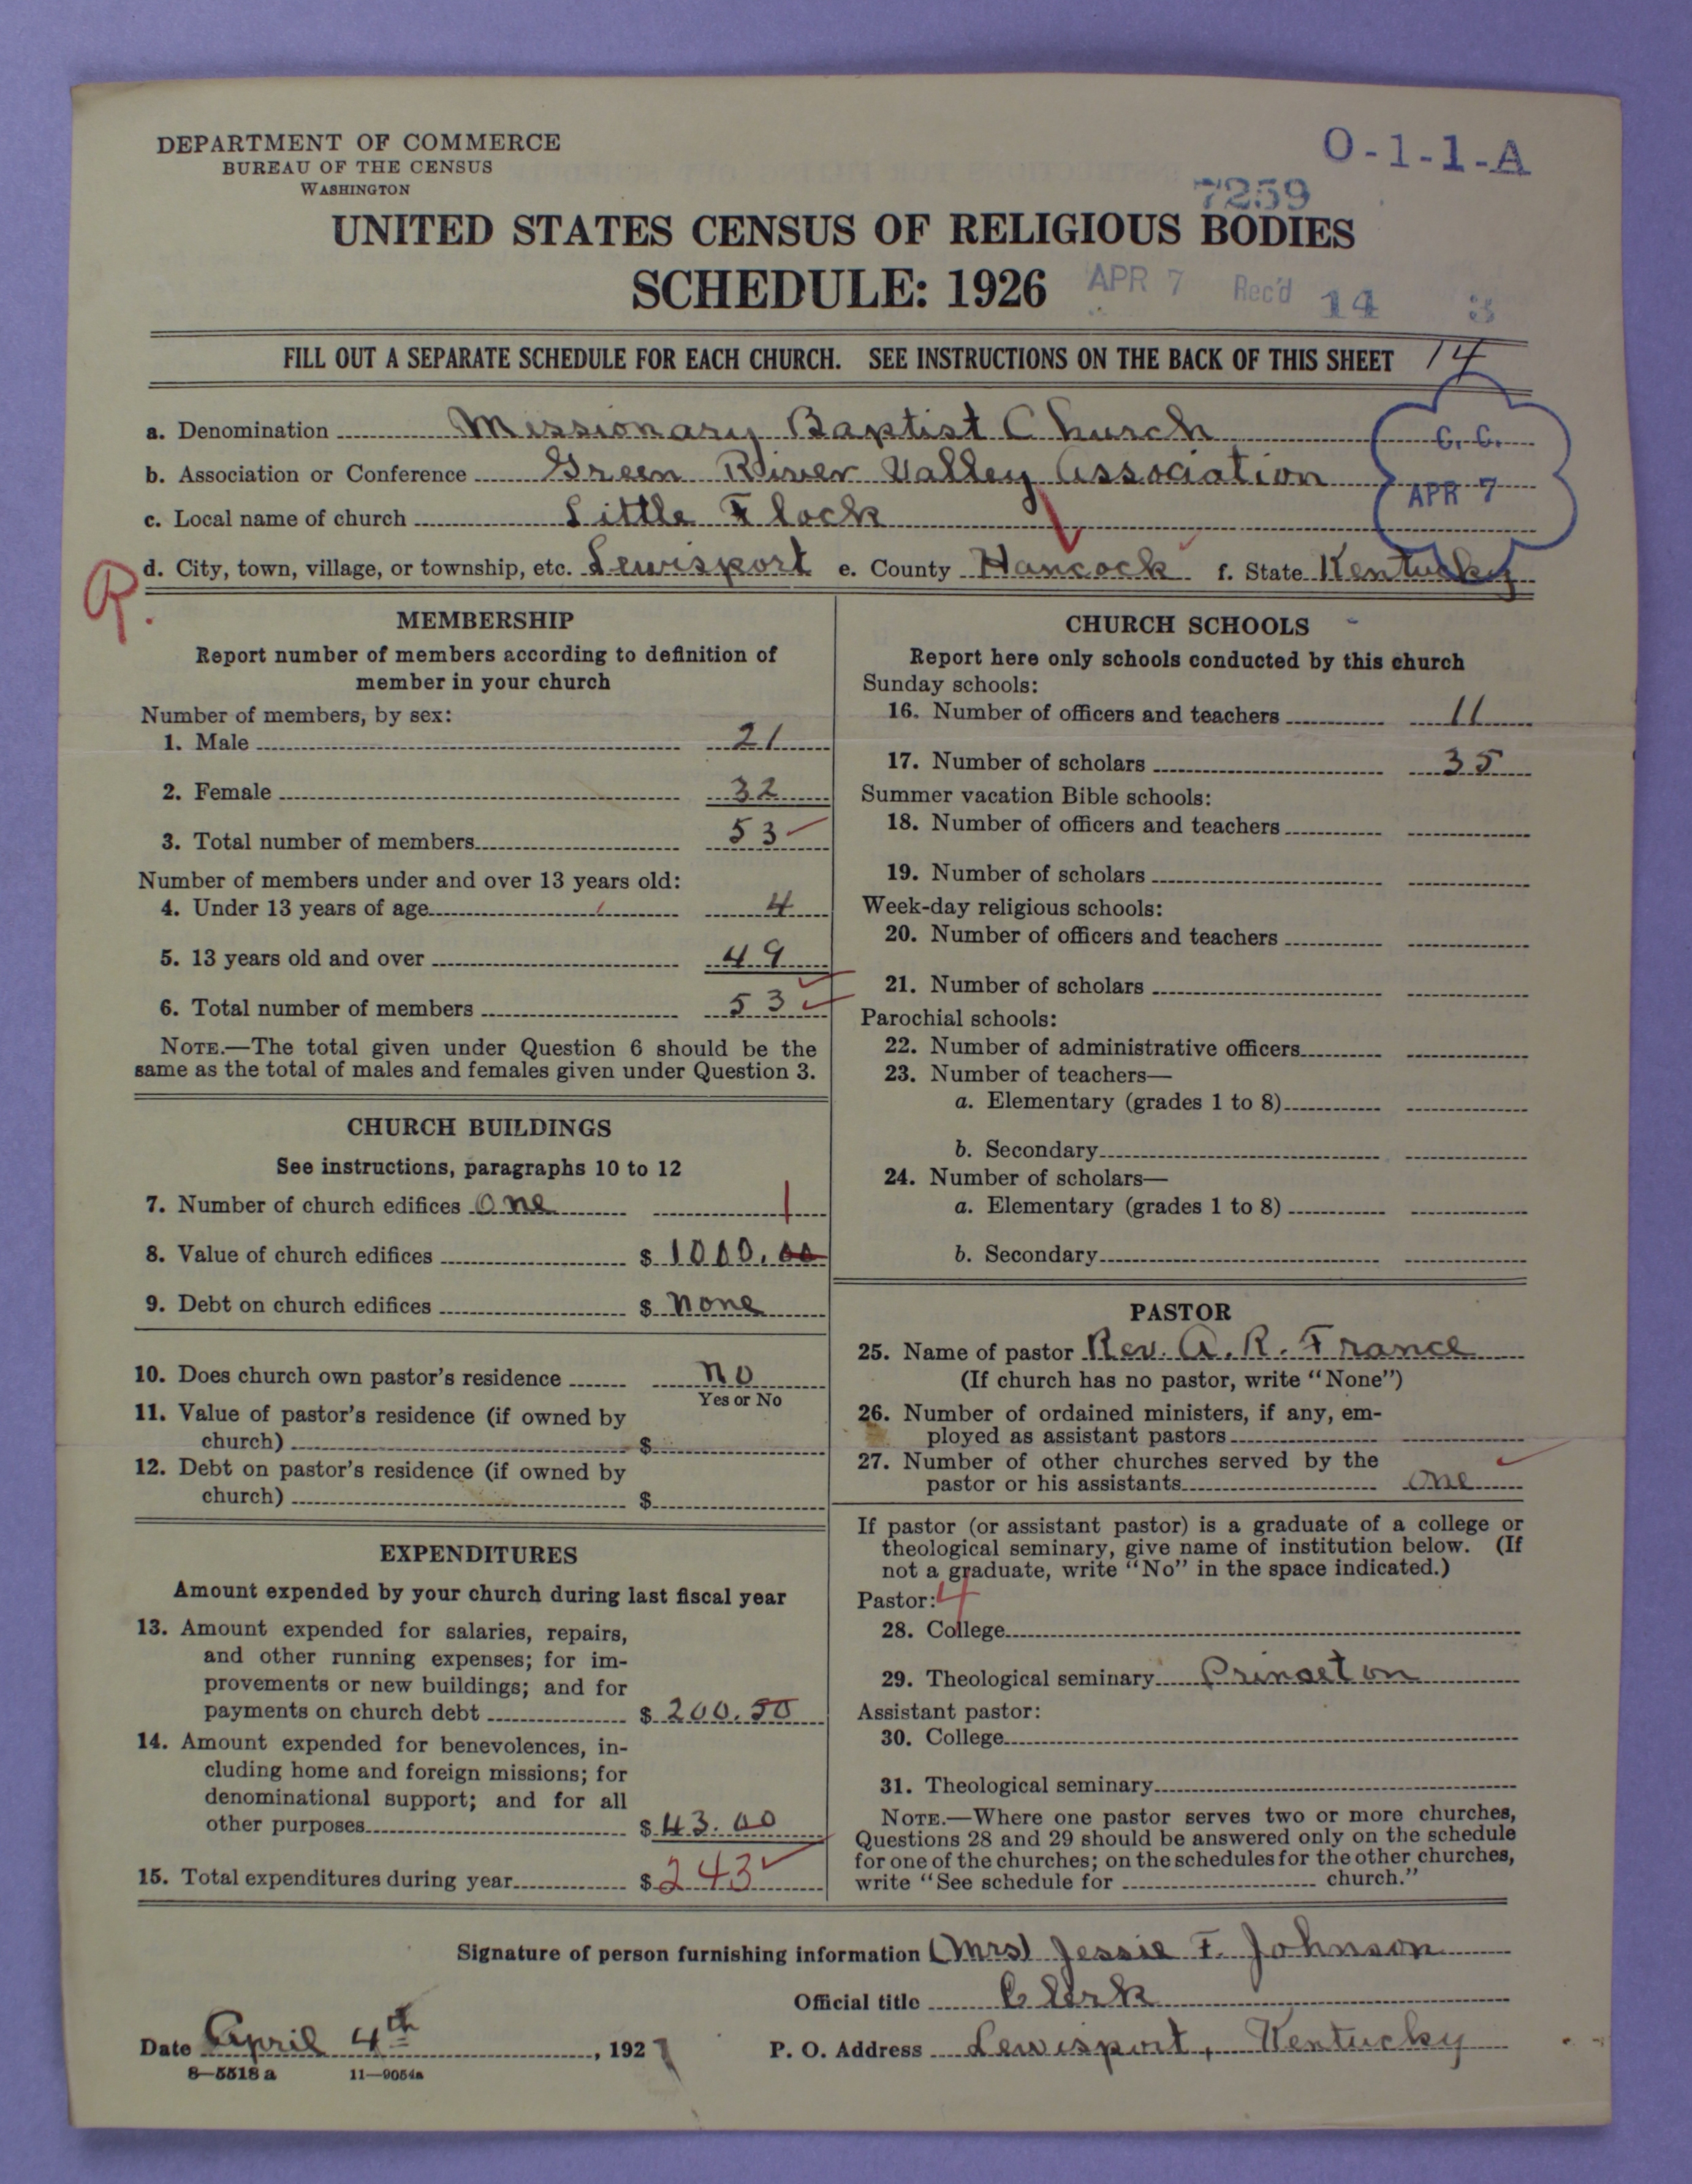 DEPARTMENT OF COMMERCE
BUREAU OF THE CENSUS
WASHINGTON
O-1-1-A
7259
UNITED STATES CENSUS OF RELIGIOUS BODIES
SCHEDULE: 1926
APR 7 Rec'd 14 3
FILL OUT A SEPARATE SCHEDULE FOR EACH CHURCH. SEE INSTRUCTIONS ON THE BACK OF THIS SHEET 14
a. Denomination Missionary Baptist Church
C. C.
b. Association or Conference Green River Valley Association
APR 7
c. Local name of church Little Flock
R.
d. City, town, village, or township, etc. Lewisport e. County Hancock f. State Kentucky
MEMBERSHIP
Report number of members according to definition of
member in your church
Number of members, by sex:
1. Male 21
2. Female 32
3. Total number of members 53
Number of members under and over 13 years old:
4. Under 13 years of age 4
5. 13 years old and over 49
6. Total number of members 53
NOTE.—The total given under Question 6 should be the
same as the total of males and females given under Question 3.
CHURCH BUILDINGS
See instructions, paragraphs 10 to 12
7. Number of church edifices One 1
8. Value of church edifices $ 1000.00
9. Debt on church edifices $ none
10. Does church own pastor's residence no
Yes or No
11. Value of pastor's residence (if owned by
church) $
12. Debt on pastor's residence (if owned by
church) $
EXPENDITURES
Amount expended by your church during last fiscal year
13. Amount expended for salaries, repairs,
and other running expenses; for im-
provements or new buildings; and for
payments on church debt $ 200.50
14. Amount expended for benevolences, in-
cluding home and foreign missions; for
denominational support; and for all
other purposes $ 43.00
15. Total expenditures during year $ 243
CHURCH SCHOOLS
Report here only schools conducted by this church
Sunday schools:
16. Number of officers and teachers 11
17. Number of scholars 35
Summer vacation Bible schools:
18. Number of officers and teachers
19. Number of scholars
Week-day religious schools:
20. Number of officers and teachers
21. Number of scholars
Parochial schools:
22. Number of administrative officers
23. Number of teachers—
a. Elementary (grades 1 to 8)
b. Secondary
24. Number of scholars—
a. Elementary (grades 1 to 8)
b. Secondary
PASTOR
25. Name of pastor Rev. A. R. France
(If church has no pastor, write "None")
26. Number of ordained ministers, if any, em-
ployed as assistant pastors
27. Number of other churches served by the
pastor or his assistants One
If pastor (or assistant pastor) is a graduate of a college or
theological seminary, give name of institution below. (If
not a graduate, write "No" in the space indicated.)
Pastor: 4
28. College
29. Theological seminary Prinseton
Assistant pastor:
30. College
31. Theological seminary
NOTE.—Where one pastor serves two or more churches,
Questions 28 and 29 should be answered only on the schedule
for one of the churches; on the schedules for the other churches,
write "See schedule for church."
Signature of person furnishing information (Mrs) Jessie F. Johnson
Official title Clerk
Date April 4th, 1927 P. O. Address Lewisport, Kentucky
8—5518 a 11—9054a